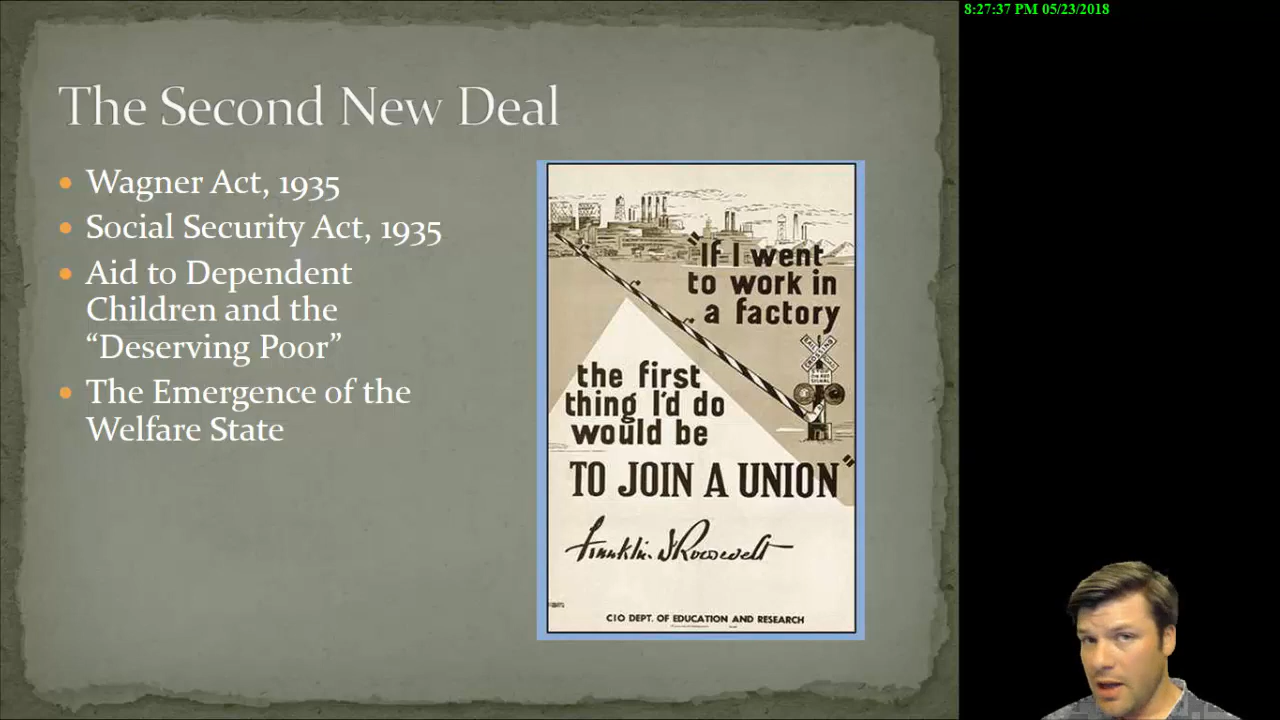 8:27:37 PM 05/23/2018
The Second New Deal
Wagner Act, 1935
Social Security Act, 1935
Aid to Dependent
Children and the
“Deserving Poor”
The Emergence of the
Welfare State
"If I went
to work in
a factory
the first
thing I'd do
would be
TO JOIN A UNION"
Franklin D Roosevelt
CIO DEPT. OF EDUCATION AND RESEARCH